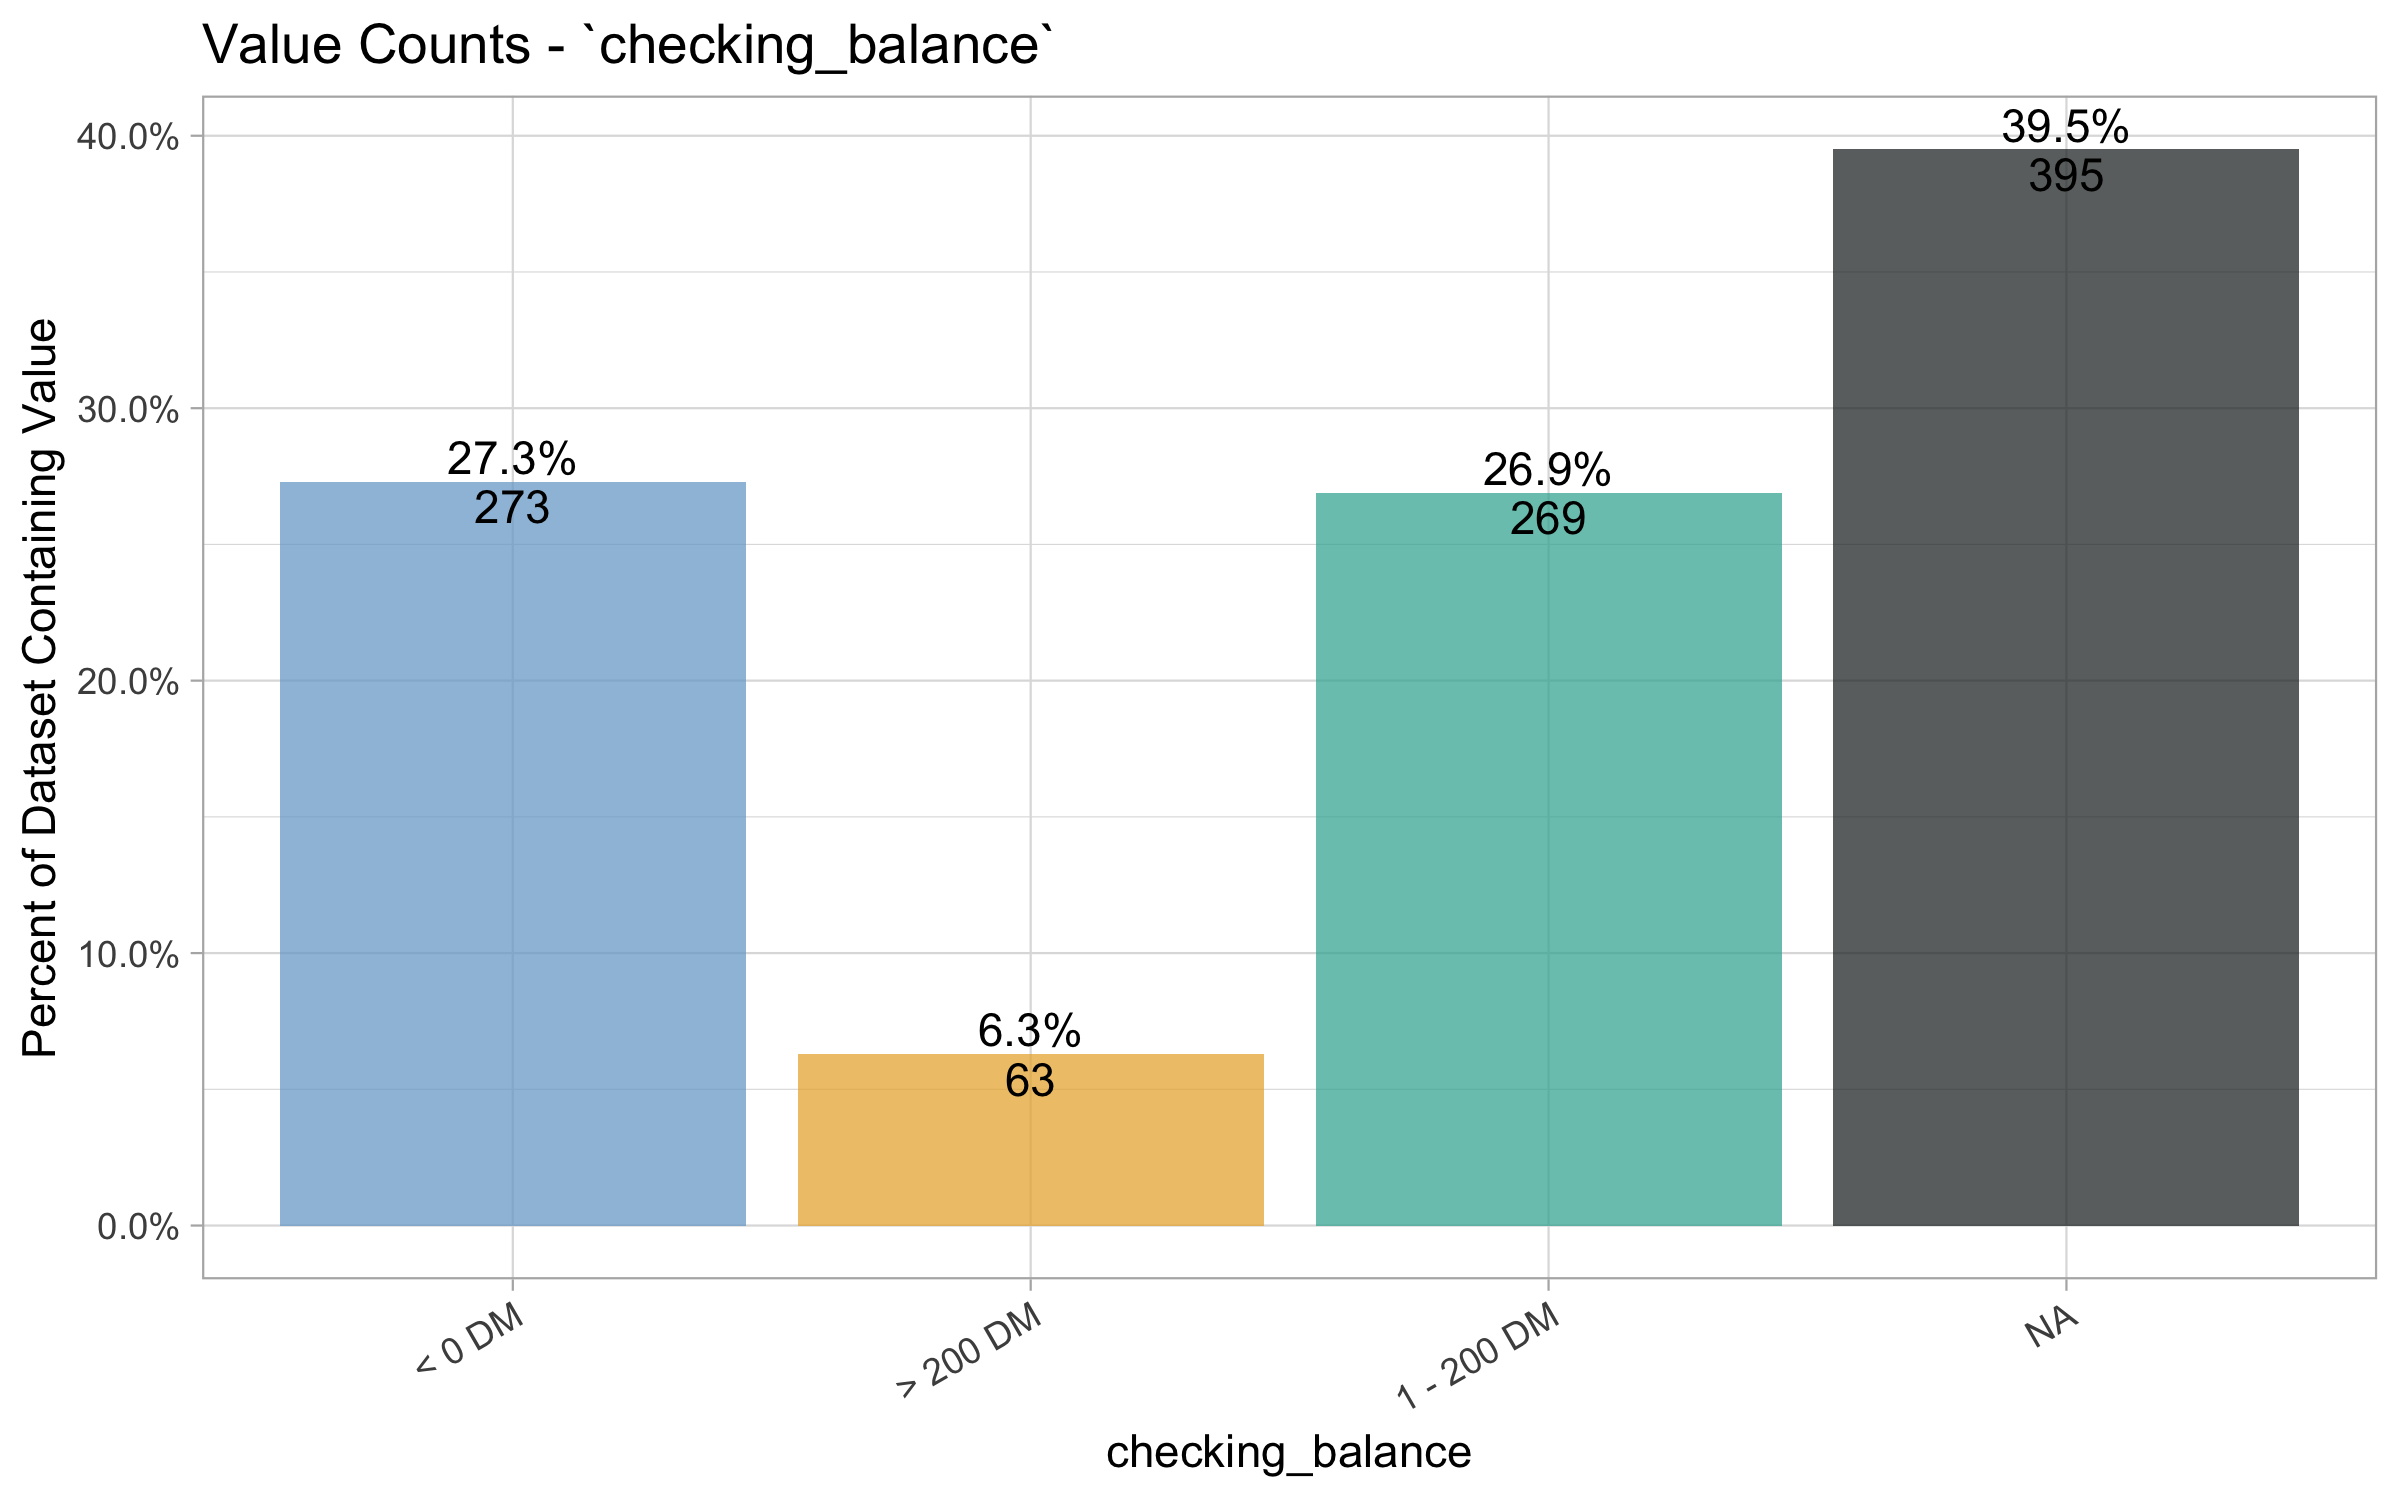 Value Counts - `checking_balance`
Percent of Dataset Containing Value
40.0%
30.0%
20.0%
10.0%
0.0%
27.3%
273
6.3%
63
26.9%
269
39.5%
395
< 0 DM
> 200 DM
1 - 200 DM
NA
checking_balance